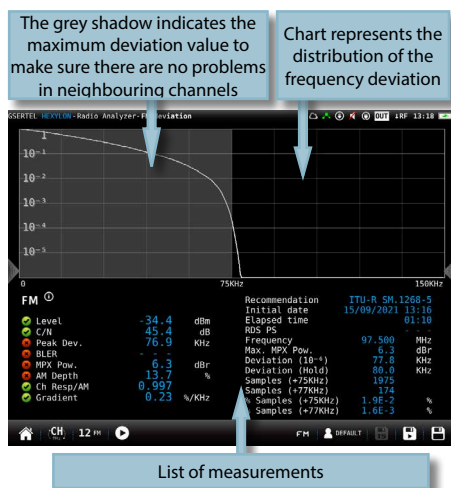 The grey shadow indicates the
maximum deviation value to
make sure there are no problems
in neighbouring channels
Chart represents the
distribution of the
frequency deviation
GSERTEL HEXYLON-Radio Analyzer-FM Deviation
OUT RF 13:18
1
10⁻¹
10⁻²
10⁻³
10⁻⁴
10⁻⁵
0 75KHz 150KHz
FM
Level -34.4 dBm
C/N 45.4 dB
Peak Dev. 76.9 KHz
BLER - - -
MPX Pow. 6.3 dBr
AM Depth 13.7 %
Ch Resp/AM 0.997
Gradient 0.23 %/KHz
Recommendation ITU-R SM.1268-5
Initial date 15/09/2021 13:16
Elapsed time 01:10
RDS PS - - -
Frequency 97.500 MHz
Max. MPX Pow. 6.3 dBr
Deviation (10⁻⁶) 77.8 KHz
Deviation (Hold) 80.0 KHz
Samples (+75KHz) 1975
Samples (+77KHz) 174
% Samples (+75KHz) 1.9E-2 %
% Samples (+77KHz) 1.6E-3 %
CH 12 FM FM DEFAULT
List of measurements